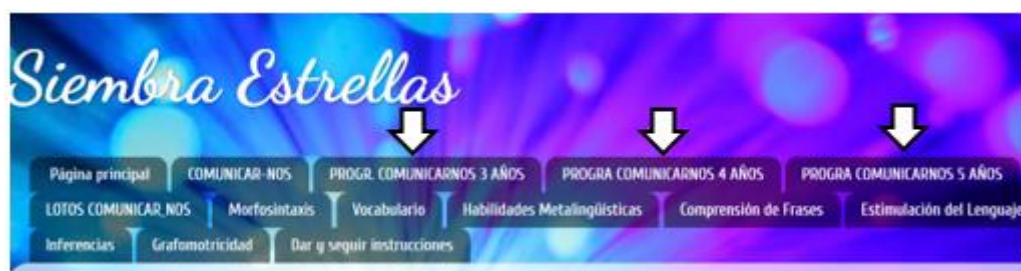 Siembra Estrellas
Página principal COMUNICAR-NOS PROGR. COMUNICARNOS 3 AÑOS PROGRA COMUNICARNOS 4 AÑOS PROGRA COMUNICARNOS 5 AÑOS
LOTOS COMUNICAR_NOS Morfosintaxis Vocabulario Habilidades Metalingüísticas Comprensión de Frases Estimulación del Lenguaje
Inferencias Grafomotricidad Dar y seguir instrucciones